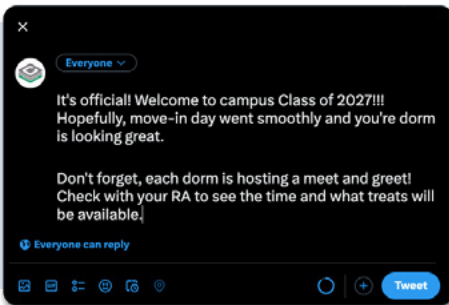 Everyone
It's official! Welcome to campus Class of 2027!!!
Hopefully, move-in day went smoothly and you're dorm
is looking great.
Don't forget, each dorm is hosting a meet and greet!
Check with your RA to see the time and what treats will
be available.
Everyone can reply
GIF
Tweet